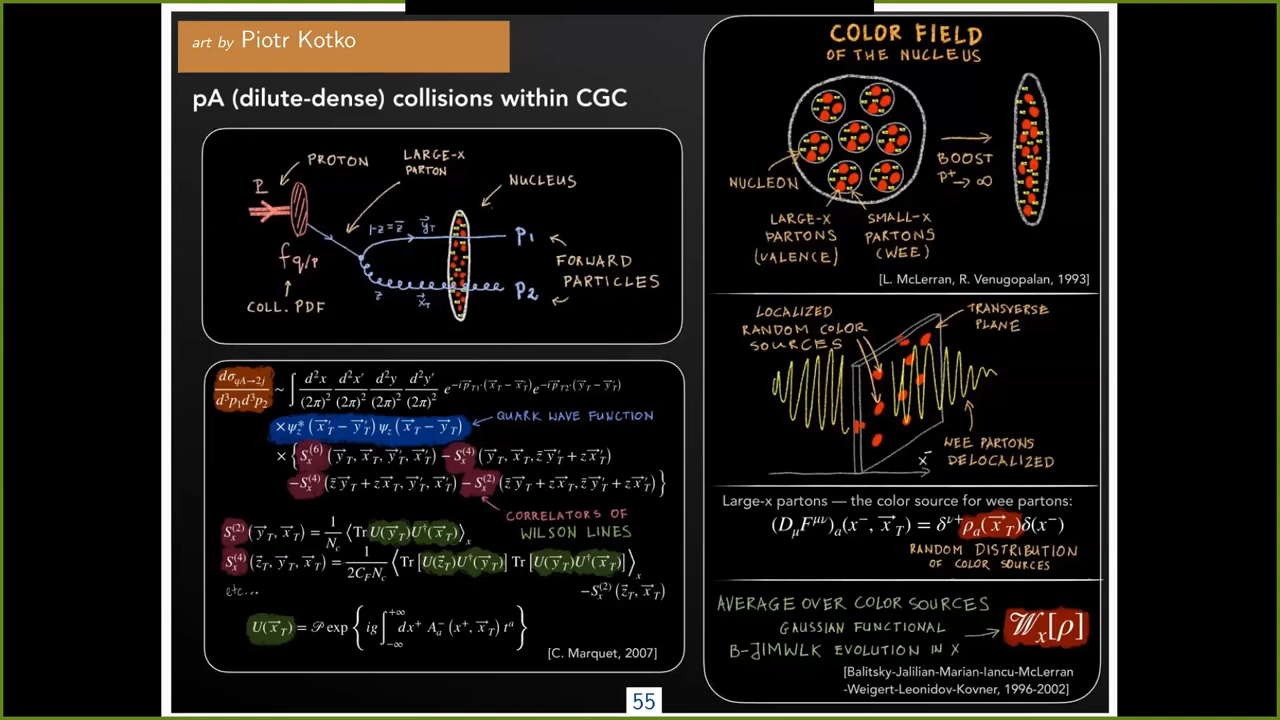 art by Piotr Kotko
pA (dilute-dense) collisions within CGC
PROTON
LARGE-X
PARTON
NUCLEUS
P
1-z = z̄
y⃗_T
P1
f_q/P
z
x⃗_T
P2
FORWARD
PARTICLES
COLL. PDF
dσ_{qA→2j} / d³p₁d³p₂ ~ ∫ d²x/(2π)² d²x′/(2π)² d²y/(2π)² d²y′/(2π)² e^{−ip⃗_{T1}·(x⃗_T−x⃗′_T)} e^{−ip⃗_{T2}·(y⃗_T−y⃗′_T)}
×ψ_z* (x⃗′_T − y⃗′_T) ψ_z (x⃗_T − y⃗_T)
QUARK WAVE FUNCTION
× { S_x^{(6)} (y⃗_T, x⃗_T, y⃗′_T, x⃗′_T) − S_x^{(4)} (y⃗_T, x⃗_T, z̄y⃗′_T + zx⃗′_T)
−S_x^{(4)} (z̄y⃗_T + zx⃗_T, y⃗′_T, x⃗′_T) − S_x^{(2)} (z̄y⃗_T + zx⃗_T, z̄y⃗′_T + zx⃗′_T) }
CORRELATORS OF
WILSON LINES
S_x^{(2)} (y⃗_T, x⃗_T) = 1/N_c ⟨Tr U(y⃗_T)U†(x⃗_T)⟩_x
S_x^{(4)} (z⃗_T, y⃗_T, x⃗_T) = 1/(2C_F N_c) ⟨Tr [U(z⃗_T)U†(y⃗_T)] Tr [U(y⃗_T)U†(x⃗_T)]⟩_x
etc...
−S_x^{(2)} (z⃗_T, x⃗_T)
U(x⃗_T) = 𝒫 exp { ig ∫_{−∞}^{+∞} dx⁺ A_a⁻ (x⁺, x⃗_T) t^a }
[C. Marquet, 2007]
COLOR FIELD
OF THE NUCLEUS
NUCLEON
BOOST
P⁺ → ∞
LARGE-X
PARTONS
(VALENCE)
SMALL-X
PARTONS
(WEE)
[L. McLerran, R. Venugopalan, 1993]
LOCALIZED
RANDOM COLOR
SOURCES
TRANSVERSE
PLANE
x⁻
WEE PARTONS
DELOCALIZED
Large-x partons — the color source for wee partons:
(D_μ F^{μν})_a (x⁻, x⃗_T) = δ^{ν+} ρ_a(x⃗_T) δ(x⁻)
RANDOM DISTRIBUTION
OF COLOR SOURCES
AVERAGE OVER COLOR SOURCES
GAUSSIAN FUNCTIONAL
B-JIMWLK EVOLUTION IN X
𝒲_x[ρ]
[Balitsky-Jalilian-Marian-Iancu-McLerran
-Weigert-Leonidov-Kovner, 1996-2002]
55